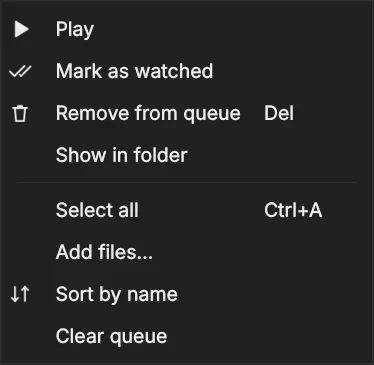 Play
Mark as watched
Remove from queue Del
Show in folder
Select all Ctrl+A
Add files...
Sort by name
Clear queue